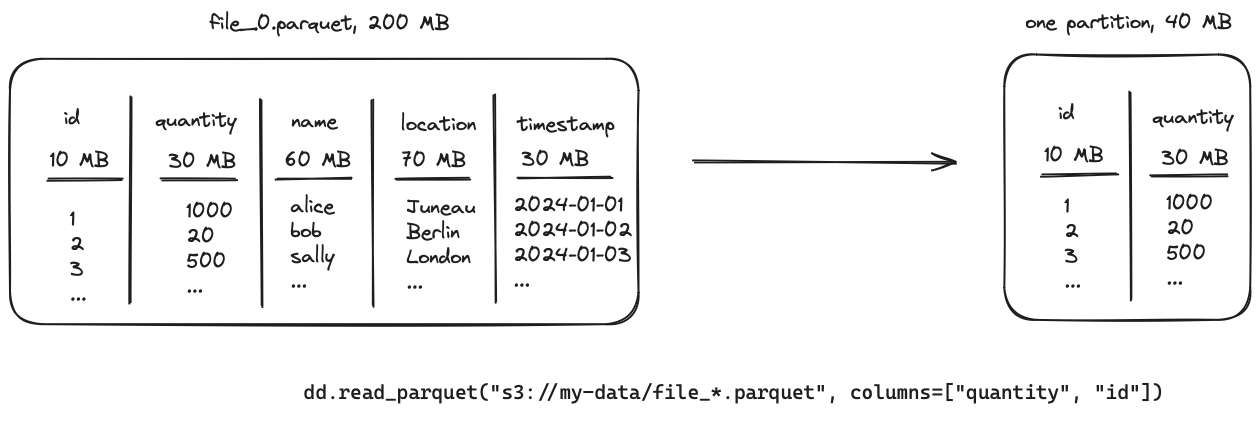 file_0.parquet, 200 MB
id quantity name location timestamp
10 MB 30 MB 60 MB 70 MB 30 MB
1 1000 alice Juneau 2024-01-01
2 20 bob Berlin 2024-01-02
3 500 sally London 2024-01-03
... ... ... ... ...
one partition, 40 MB
id quantity
10 MB 30 MB
1 1000
2 20
3 500
... ...
dd.read_parquet("s3://my-data/file_*.parquet", columns=["quantity", "id"])